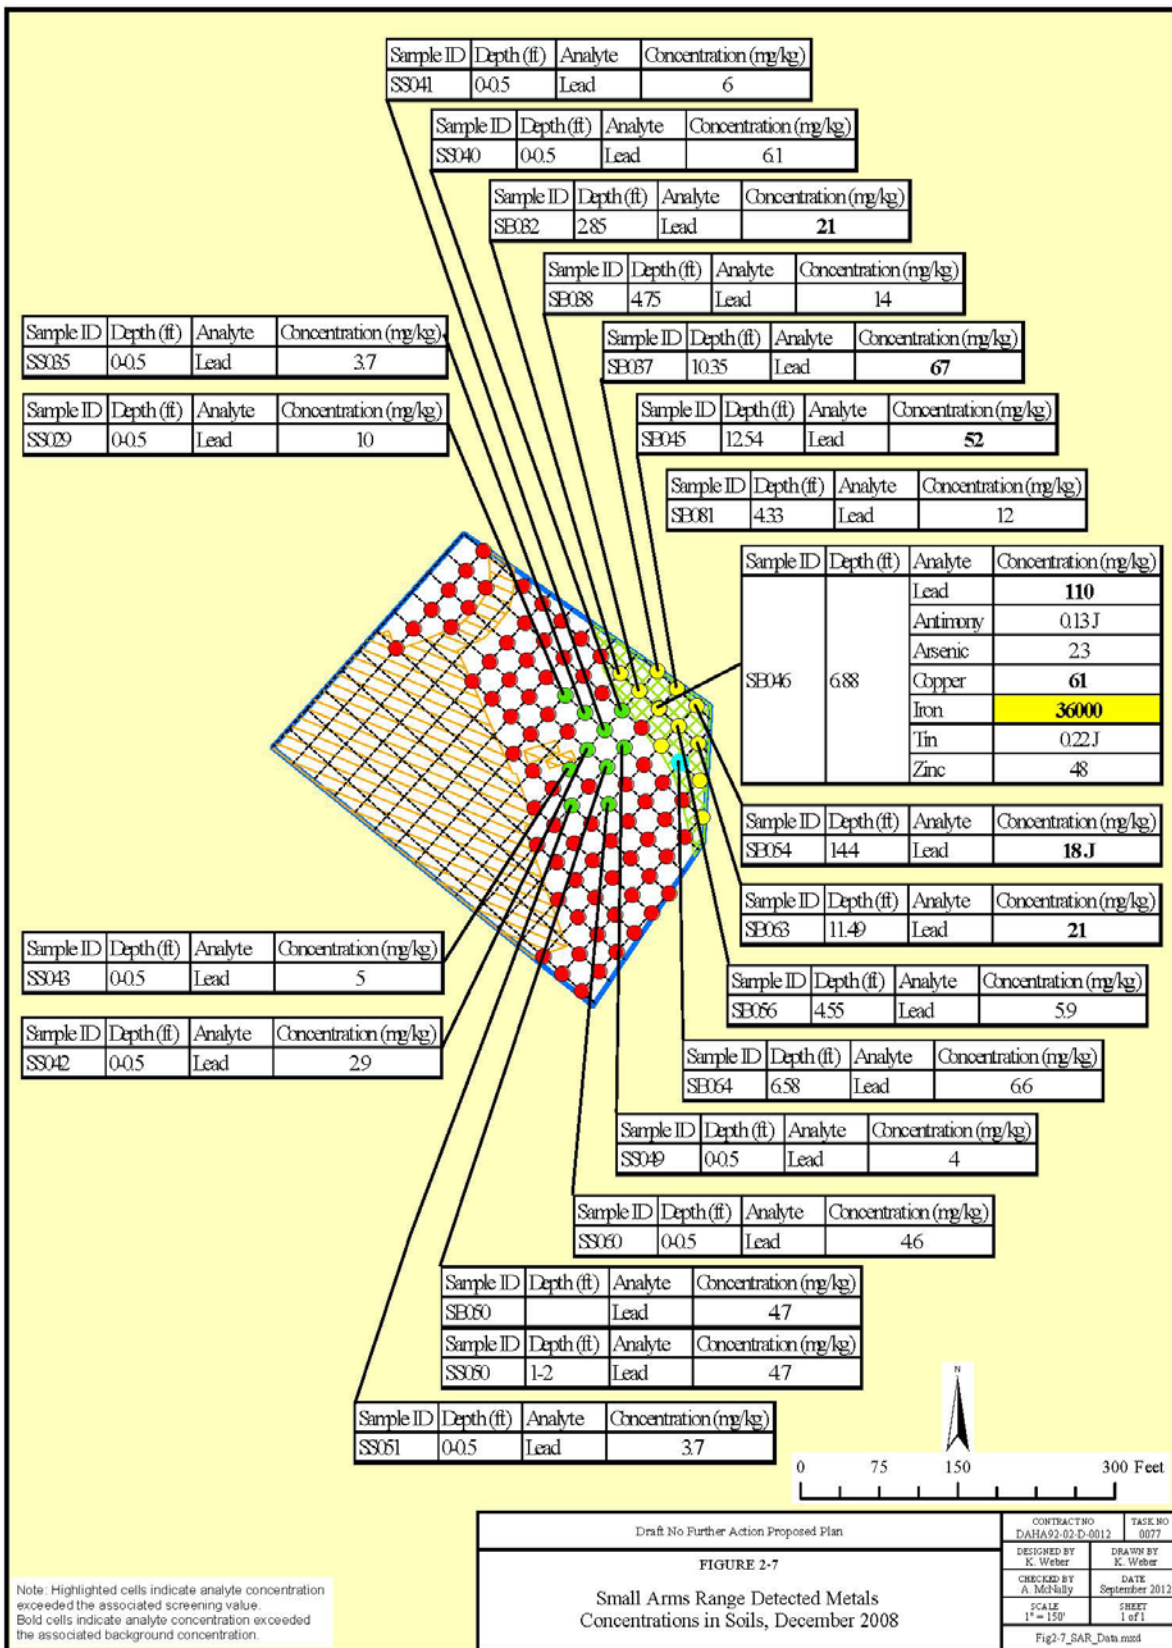 Sample ID Depth (ft) Analyte Concentration (mg/kg)
SS041 0-0.5 Lead 6
Sample ID Depth (ft) Analyte Concentration (mg/kg)
SS040 0-0.5 Lead 6.1
Sample ID Depth (ft) Analyte Concentration (mg/kg)
SB032 2.85 Lead 21
Sample ID Depth (ft) Analyte Concentration (mg/kg)
SB038 4.75 Lead 14
Sample ID Depth (ft) Analyte Concentration (mg/kg)
SS035 0-0.5 Lead 3.7
Sample ID Depth (ft) Analyte Concentration (mg/kg)
SB037 10.35 Lead 67
Sample ID Depth (ft) Analyte Concentration (mg/kg)
SS029 0-0.5 Lead 10
Sample ID Depth (ft) Analyte Concentration (mg/kg)
SB045 12.54 Lead 52
Sample ID Depth (ft) Analyte Concentration (mg/kg)
SB081 4.33 Lead 12
Sample ID Depth (ft) Analyte Concentration (mg/kg)
SB046 6.88 Lead 110
Antimony 0.13 J
Arsenic 2.3
Copper 61
Iron 36000
Tin 0.22 J
Zinc 48
Sample ID Depth (ft) Analyte Concentration (mg/kg)
SB054 14.4 Lead 18 J
Sample ID Depth (ft) Analyte Concentration (mg/kg)
SB063 11.49 Lead 21
Sample ID Depth (ft) Analyte Concentration (mg/kg)
SS043 0-0.5 Lead 5
Sample ID Depth (ft) Analyte Concentration (mg/kg)
SB056 4.55 Lead 5.9
Sample ID Depth (ft) Analyte Concentration (mg/kg)
SS042 0-0.5 Lead 2.9
Sample ID Depth (ft) Analyte Concentration (mg/kg)
SB064 6.58 Lead 6.6
Sample ID Depth (ft) Analyte Concentration (mg/kg)
SS049 0-0.5 Lead 4
Sample ID Depth (ft) Analyte Concentration (mg/kg)
SS060 0-0.5 Lead 4.6
Sample ID Depth (ft) Analyte Concentration (mg/kg)
SB050 Lead 4.7
Sample ID Depth (ft) Analyte Concentration (mg/kg)
SS050 1-2 Lead 4.7
Sample ID Depth (ft) Analyte Concentration (mg/kg)
SS051 0-0.5 Lead 3.7
N
0 75 150 300 Feet
Draft No Further Action Proposed Plan
FIGURE 2-7
Small Arms Range Detected Metals
Concentrations in Soils, December 2008
CONTRACT NO
DAHA92-02-D-0012
TASK NO
0077
DESIGNED BY
K. Weber
DRAWN BY
K. Weber
CHECKED BY
A. McNally
DATE
September 2012
SCALE
1" = 150'
SHEET
1 of 1
Fig2-7_SAR_Data.mxd
Note: Highlighted cells indicate analyte concentration
exceeded the associated screening value.
Bold cells indicate analyte concentration exceeded
the associated background concentration.